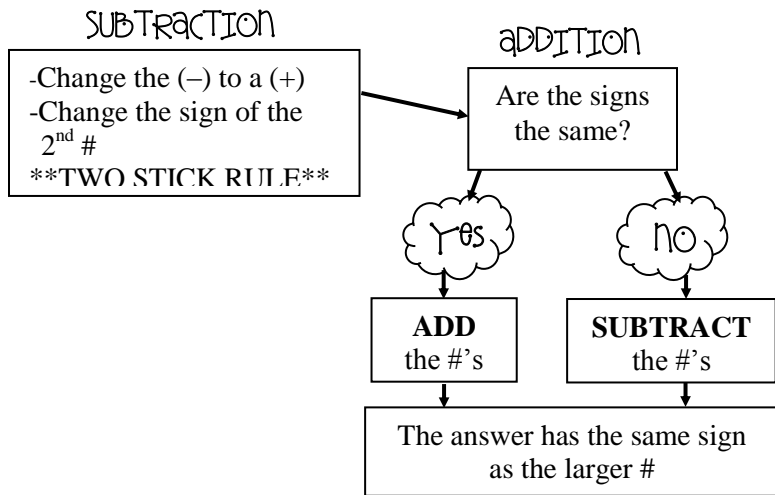 SUBTRACTION
-Change the (–) to a (+)
-Change the sign of the
2nd #
**TWO STICK RULE**
ADDITION
Are the signs
the same?
Yes
no
ADD
the #'s
SUBTRACT
the #'s
The answer has the same sign
as the larger #